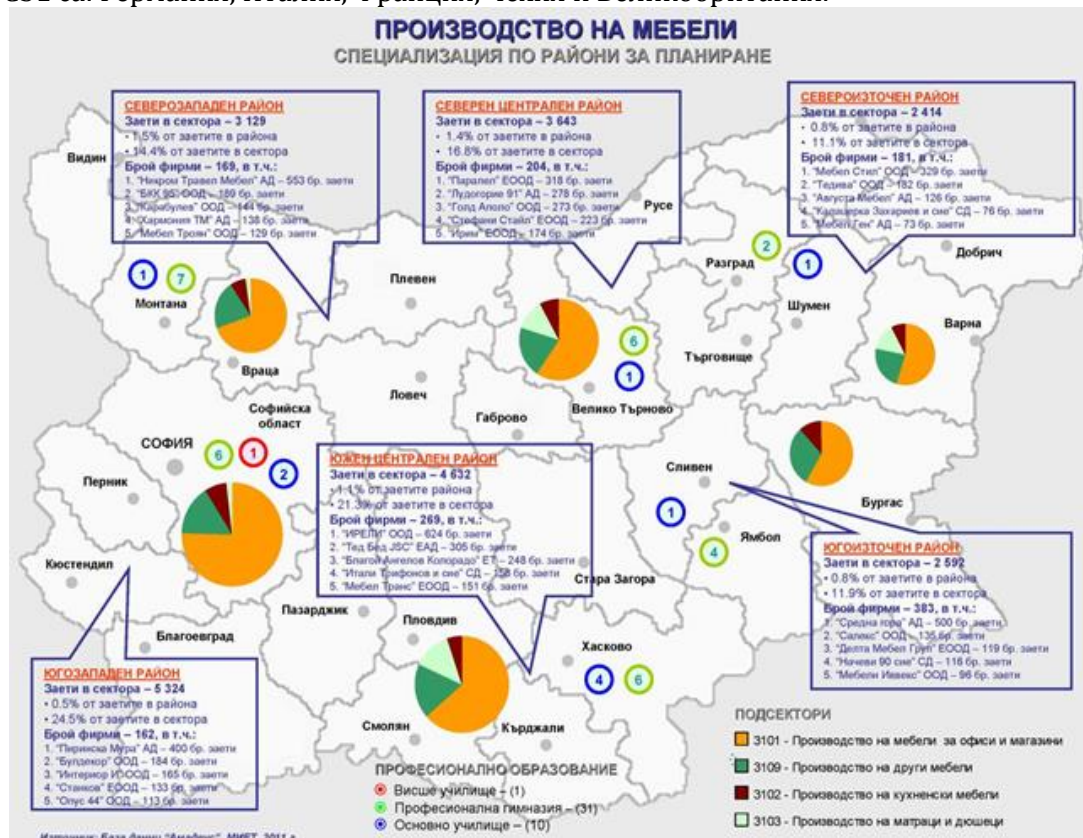 ПРОИЗВОДСТВО НА МЕБЕЛИ
СПЕЦИАЛИЗАЦИЯ ПО РАЙОНИ ЗА ПЛАНИРАНЕ
СЕВЕРОЗАПАДЕН РАЙОН
Заети в сектора – 3 129
• 1.5% от заетите в района
• 14.4% от заетите в сектора
Брой фирми – 169, в т.ч.:
1. "Никром Травел Мебел" АД – 553 бр. заети
2. "БКК 95" ООД – 189 бр. заети
3. "Карабулев" ООД – 144 бр. заети
4. "Хармония ТМ" АД – 138 бр. заети
5. "Мебел Троян" ООД – 129 бр. заети
СЕВЕРЕН ЦЕНТРАЛЕН РАЙОН
Заети в сектора – 3 643
• 1.4% от заетите в района
• 16.8% от заетите в сектора
Брой фирми – 204, в т.ч.:
1. "Паралел" ЕООД – 318 бр. заети
2. "Лудогорие 91" АД – 278 бр. заети
3. "Голд Аполо" ООД – 273 бр. заети
4. "Стефани Стайл" ЕООД – 223 бр. заети
5. "Ирим" ЕООД – 174 бр. заети
СЕВЕРОИЗТОЧЕН РАЙОН
Заети в сектора – 2 414
• 0.8% от заетите в района
• 11.1% от заетите в сектора
Брой фирми – 181, в т.ч.:
1. "Мебел Стил" ООД – 329 бр. заети
2. "Тедива" ООД – 182 бр. заети
3. "Августа Мебел" АД – 126 бр. заети
4. Захариев и сие" СД – 76 бр. заети
5. "Мебел Ген" АД – 73 бр. заети
Видин
Русе
Добрич
2
1
Разград
1
7
Монтана
Плевен
Шумен
Варна
6
1
Враца
Търговище
Ловеч
Габрово
Велико Търново
Софийска
област
СОФИЯ
6
1
2
Перник
ЮЖЕН ЦЕНТРАЛЕН РАЙОН
Заети в сектора – 4 632
• 1.1% от заетите района
• 21.3% от заетите в сектора
Брой фирми – 269, в т.ч.:
1. "ИРЕЛИ" ООД – 624 бр. заети
2. "Тед Бед JSC" ЕАД – 305 бр. заети
3. "Благой Ангелов Колорадо" ЕТ – 248 бр. заети
4. "Итали Трифонов и сие" СД – 158 бр. заети
5. "Мебел Транс" ЕООД – 151 бр. заети
Сливен
Бургас
1
4
Ямбол
Кюстендил
Стара Загора
Пазарджик
Благоевград
Пловдив
Хасково
4
6
ЮГОИЗТОЧЕН РАЙОН
Заети в сектора – 2 592
• 0.8% от заетите в района
• 11.9% от заетите в сектора
Брой фирми – 383, в т.ч.:
1. "Средна гора" АД – 500 бр. заети
2. "Салекс" ООД – 135 бр. заети
3. "Делта Мебел Груп" ЕООД – 119 бр. заети
4. "Начеви 90 сие" СД – 116 бр. заети
5. "Мебели Ивекс" ООД – 96 бр. заети
ЮГОЗАПАДЕН РАЙОН
Заети в сектора – 5 324
• 0.5% от заетите в района
• 24.5% от заетите в сектора
Брой фирми – 162, в т.ч.:
1. "Пиринска Мура" АД – 400 бр. заети
2. "Булдекор" ООД – 184 бр. заети
3. "Интериор ООД – 165 бр. заети
4. "Станков" ЕООД – 133 бр. заети
5. "Опус 44" ООД – 113 бр. заети
Смолян
Кърджали
ПРОФЕСИОНАЛНО ОБРАЗОВАНИЕ
Висше училище – (1)
Професионална гимназия – (31)
Основно училище – (10)
ПОДСЕКТОРИ
3101 - Производство на мебели за офиси и магазини
3109 - Производство на други мебели
3102 - Производство на кухненски мебели
3103 - Производство на матраци и дюшеци